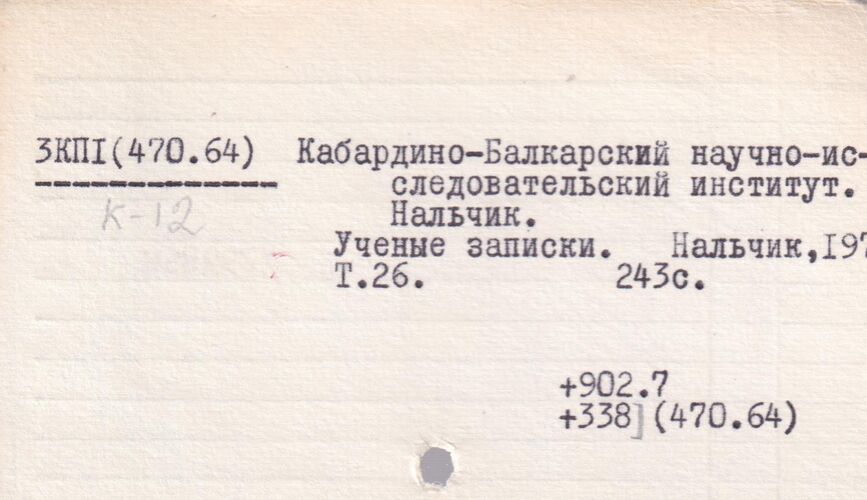 3КПI(470.64) Кабардино-Балкарский научно-ис-
следовательский институт.
К-12
Нальчик.
Ученые записки. Нальчик,197
Т.26. 243с.
+902.7
+338](470.64)